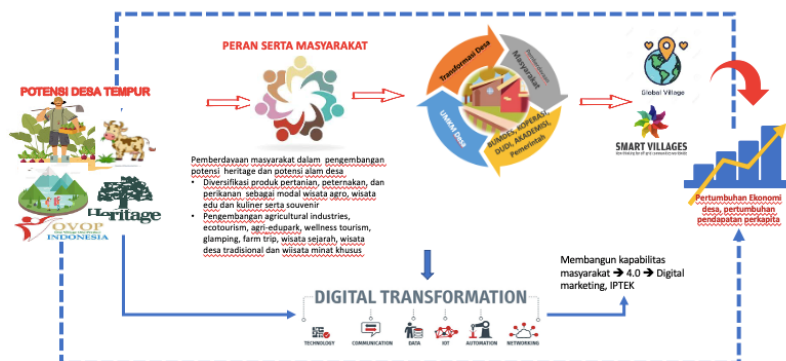 POTENSI DESA TEMPUR
Heritage
OVOP
INDONESIA
PERAN SERTA MASYARAKAT
Pemberdayaan masyarakat dalam pengembangan
potensi heritage dan potensi alam desa
• Diversifikasi produk pertanian, peternakan, dan
perikanan sebagai modal wisata agro, wisata
edu dan kuliner serta souvenir
• Pengembangan agricultural industries,
ecotourism, agri-edupark, wellness tourism,
glamping, farm trip, wisata sejarah, wisata
desa tradisional dan wiisata minat khusus
Transformasi Desa
Pemberdayaan
Masyarakat
UMKM Desa
BUMDES, KOPERASI,
DUDI, AKADEMISI,
Pemerintah
Global Village
SMART VILLAGES
Pertumbuhan Ekonomi
desa, pertumbuhan
pendapatan perkapita
Membangun kapabilitas
masyarakat → 4.0 → Digital
marketing, IPTEK
DIGITAL TRANSFORMATION
TECHNOLOGY
COMMUNICATION
DATA
IOT
AUTOMATION
NETWORKING